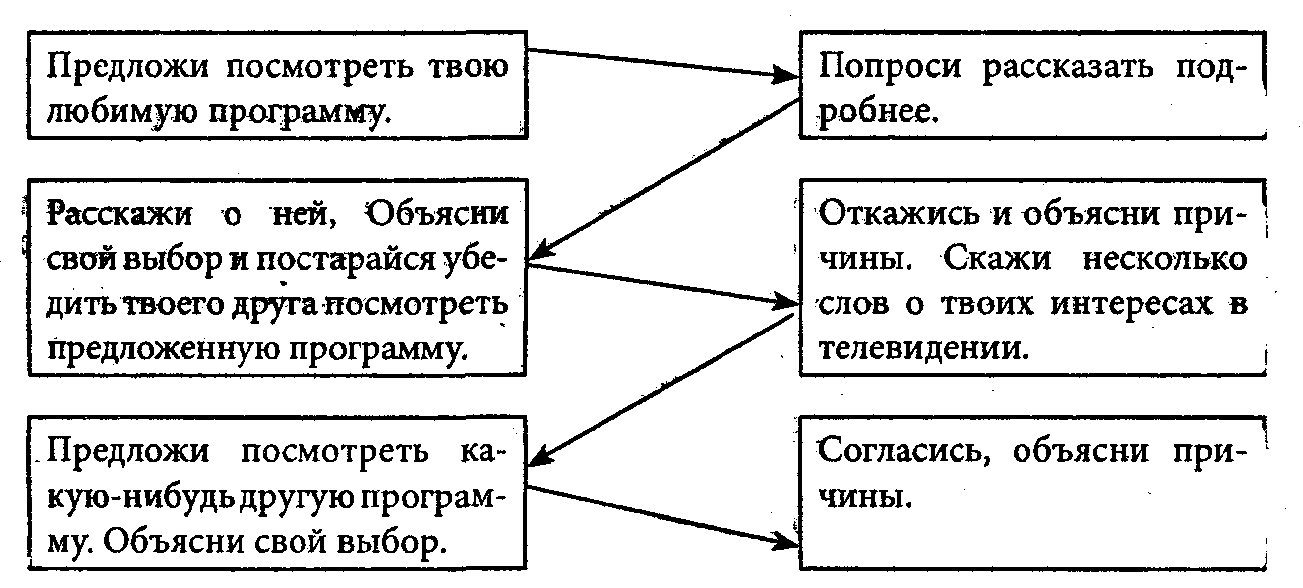 Предложи посмотреть твою
любимую программу.
Попроси рассказать под-
робнее.
Расскажи о ней, Объясни
свой выбор и постарайся убе-
дить твоего друга посмотреть
предложенную программу.
Откажись и объясни при-
чины. Скажи несколько
слов о твоих интересах в
телевидении.
Предложи посмотреть ка-
кую-нибудь другую програм-
му. Объясни свой выбор.
Согласись, объясни при-
чины.